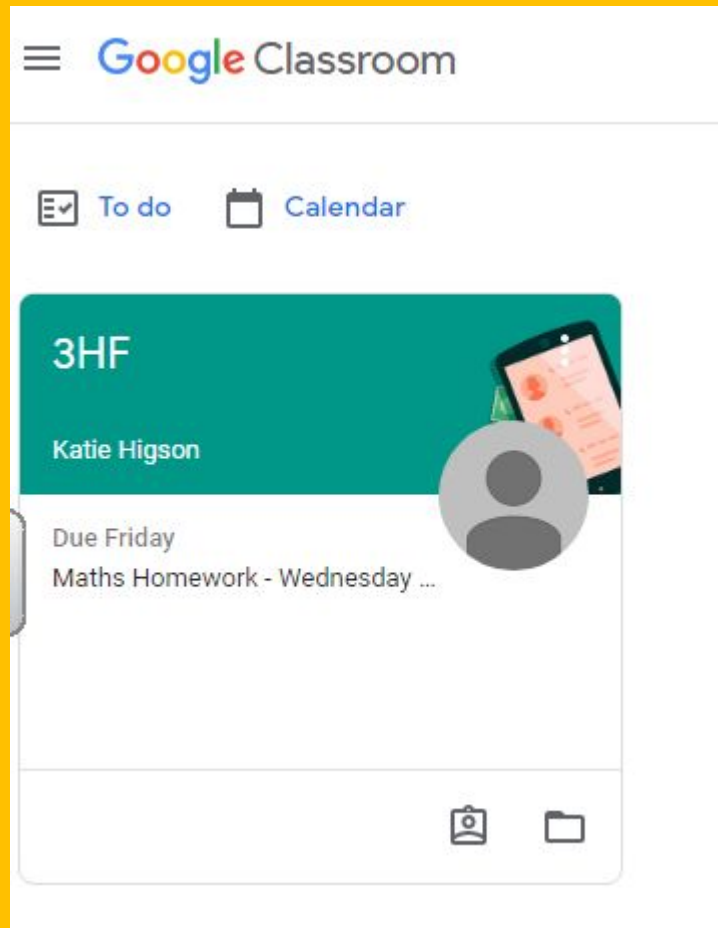 Google Classroom
To do Calendar
3HF
Katie Higson
Due Friday
Maths Homework - Wednesday ...